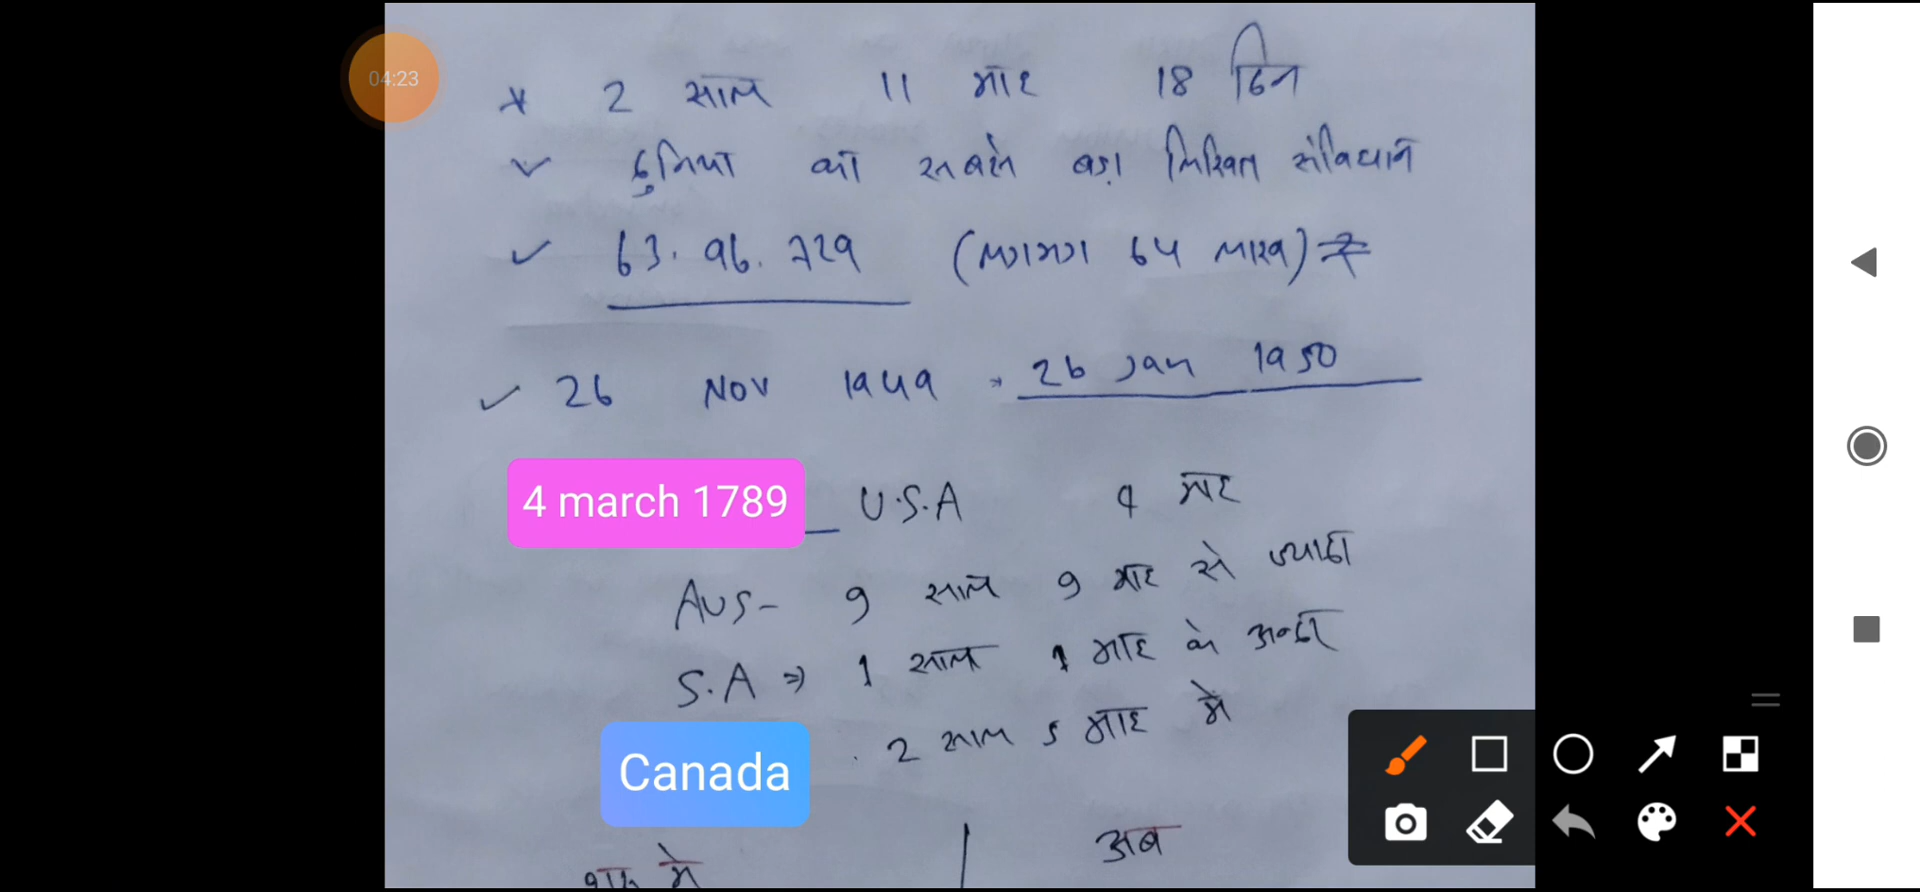 04:23
* 2 साल 11 माह 18 दिन
✓ दुनिया का सबसे बड़ा लिखित संविधान
✓ 63.96.729 (लगभग 64 लाख) ₹
✓ 26 NOV 1949 → 26 Jan 1950
4 march 1789 _ U.S.A 4 माह
Aus- 9 साल 9 माह से ज्यादा
S.A ⇒ 1 साल 1 माह के अन्दर
Canada . 2 साल 5 माह मे
मे | अब